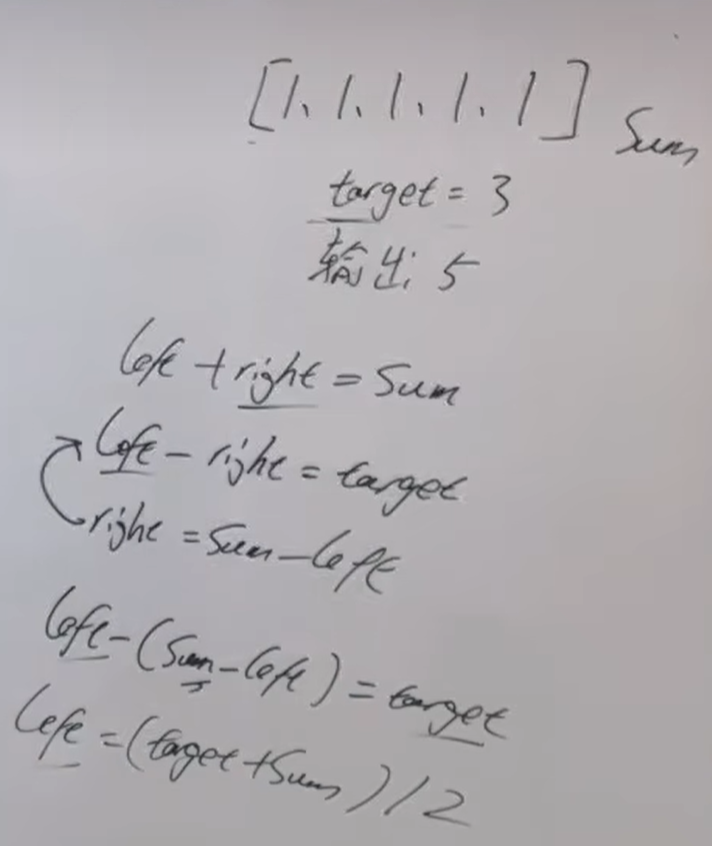 [1, 1, 1, 1, 1] Sum
target = 3
输出: 5
left + right = Sum
left - right = target
right = Sum - left
left - (Sum - left) = target
left = (taget + Sum) / 2